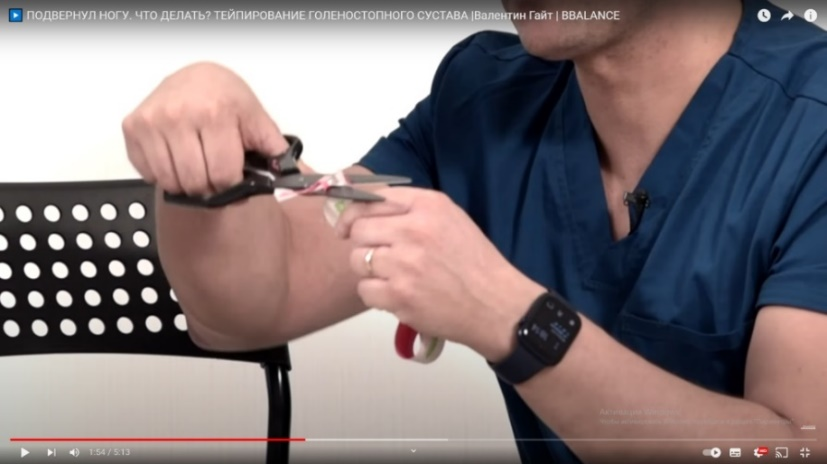 ПОДВЕРНУЛ НОГУ. ЧТО ДЕЛАТЬ? ТЕЙПИРОВАНИЕ ГОЛЕНОСТОПНОГО СУСТАВА |Валентин Гайт | BBALANCE
1:54 / 5:13